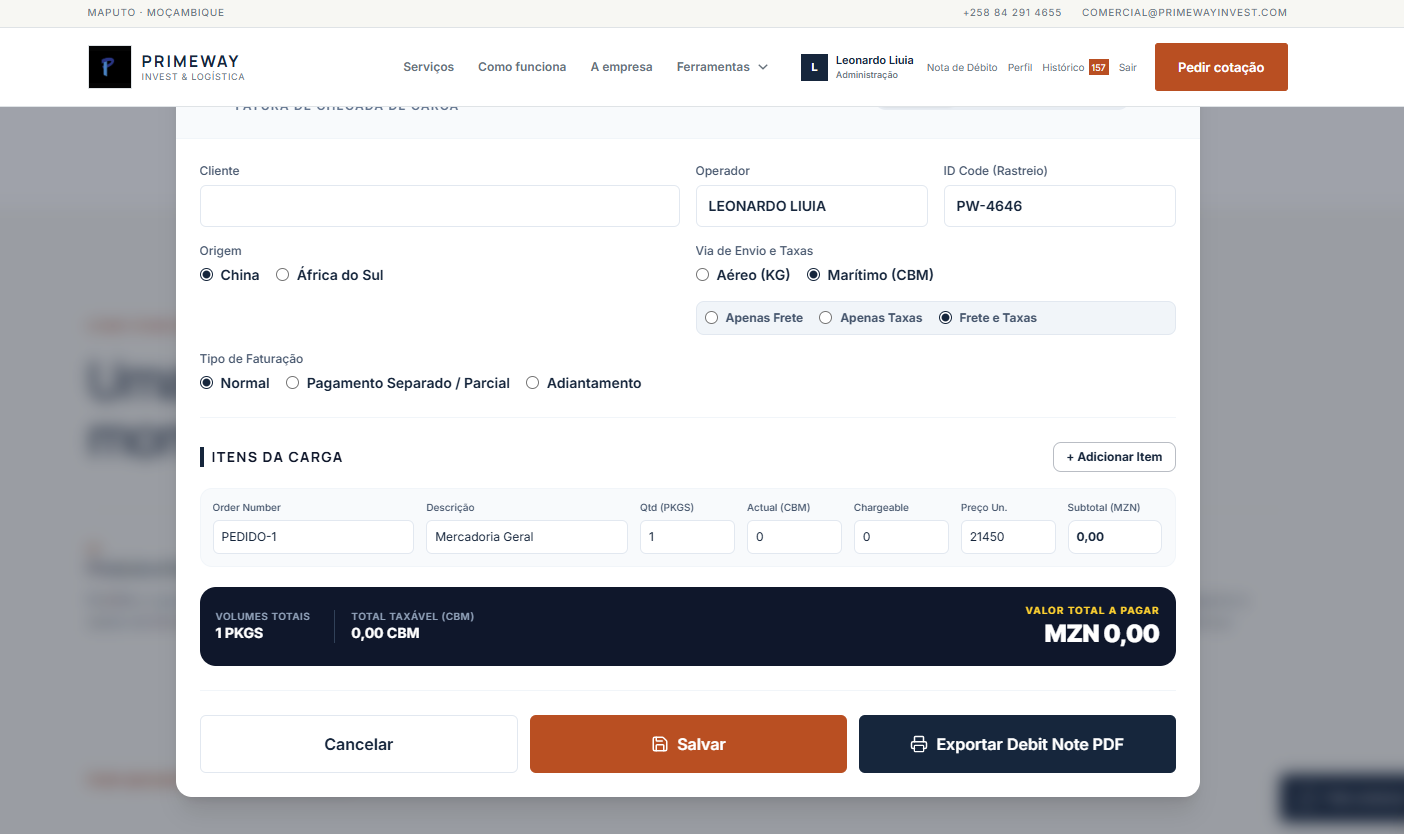 MAPUTO · MOÇAMBIQUE
+258 84 291 4655 COMERCIAL@PRIMEWAYINVEST.COM
PRIMEWAY
INVEST & LOGÍSTICA
Serviços Como funciona A empresa Ferramentas
L
Leonardo Liuia
Administração
Nota de Débito Perfil Histórico 157 Sair
Pedir cotação
FATURA DE CHEGADA DE CARGA
Cliente Operador ID Code (Rastreio)
LEONARDO LIUIA PW-4646
Origem Via de Envio e Taxas
China África do Sul Aéreo (KG) Marítimo (CBM)
Apenas Frete Apenas Taxas Frete e Taxas
Tipo de Faturação
Normal Pagamento Separado / Parcial Adiantamento
ITENS DA CARGA + Adicionar Item
Order Number Descrição Qtd (PKGS) Actual (CBM) Chargeable Preço Un. Subtotal (MZN)
PEDIDO-1 Mercadoria Geral 1 0 0 21450 0,00
VOLUMES TOTAIS TOTAL TAXÁVEL (CBM) VALOR TOTAL A PAGAR
1 PKGS 0,00 CBM MZN 0,00
Cancelar Salvar Exportar Debit Note PDF